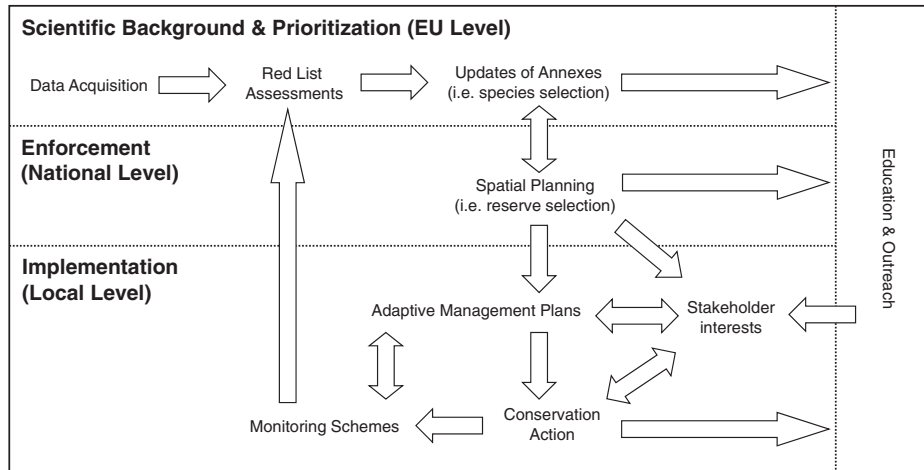 Scientific Background & Prioritization (EU Level)
Data Acquisition
Red List
Assessments
Updates of Annexes
(i.e. species selection)
Enforcement
(National Level)
Spatial Planning
(i.e. reserve selection)
Education & Outreach
Implementation
(Local Level)
Adaptive Management Plans
Stakeholder
interests
Monitoring Schemes
Conservation
Action